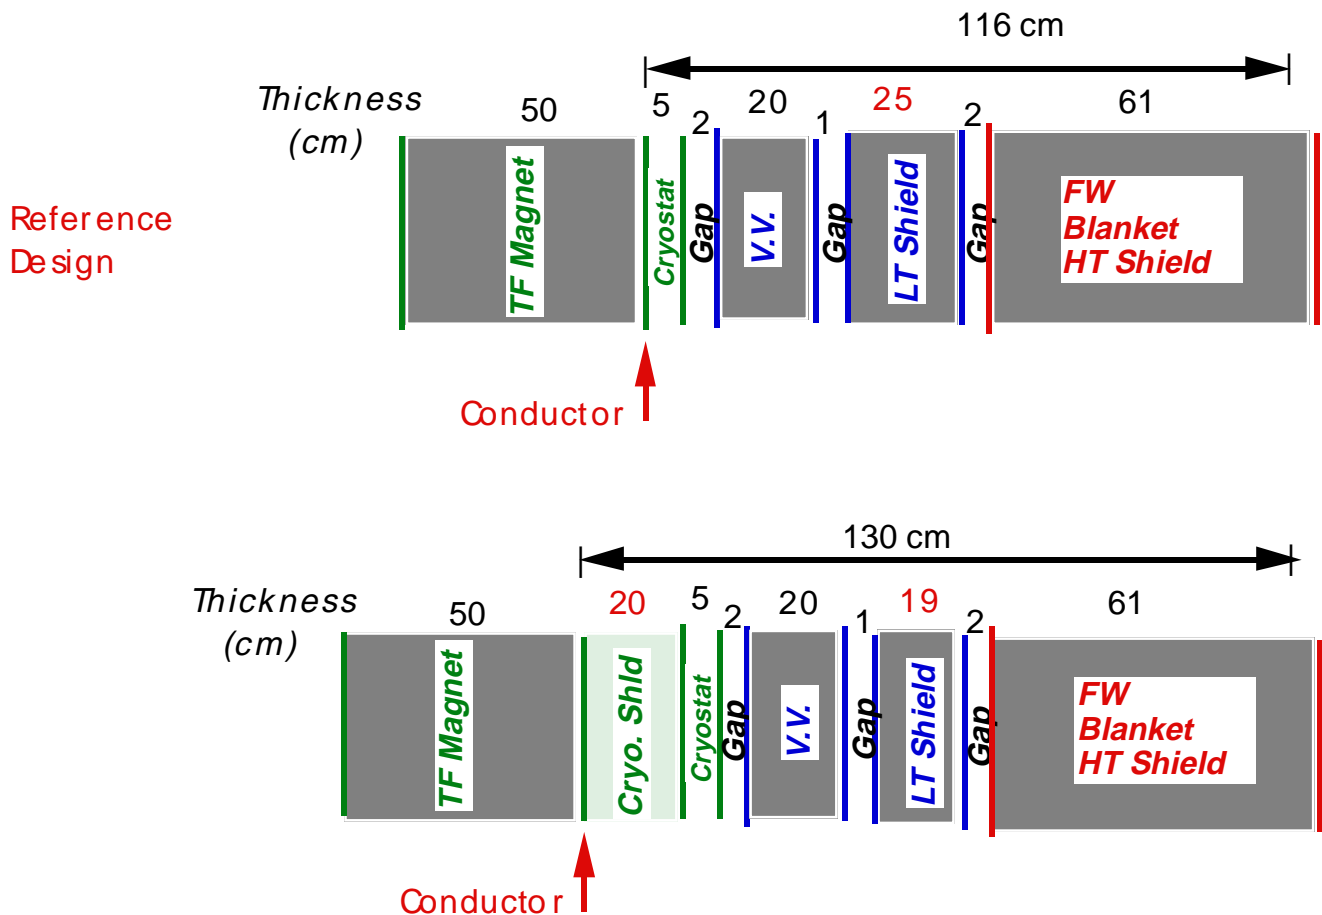 116 cm
Thickness
(cm)
50
5
2
20
1
25
2
61
Reference
Design
TF Magnet
Cryostat
Gap
V.V.
Gap
LT Shield
Gap
FW
Blanket
HT Shield
Conductor
130 cm
Thickness
(cm)
50
20
5
2
20
1
19
2
61
TF Magnet
Cryo. Shld
Cryostat
Gap
V.V.
Gap
LT Shield
Gap
FW
Blanket
HT Shield
Conductor